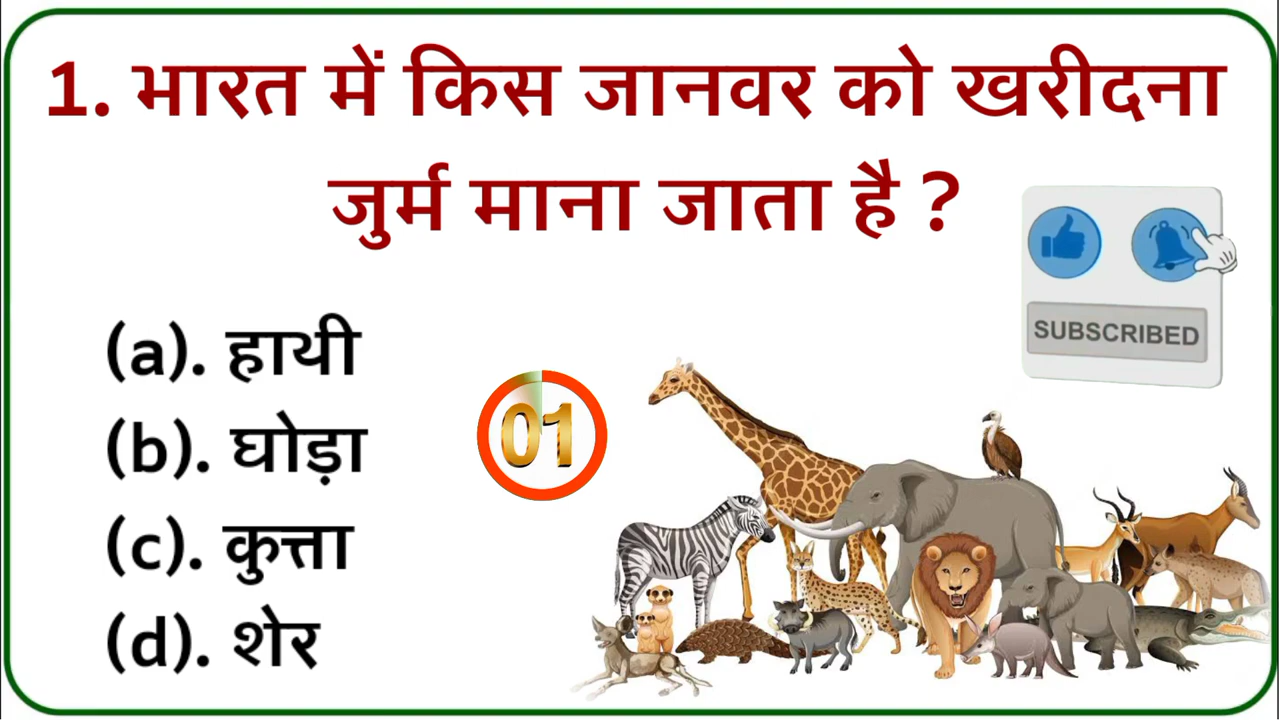 1. भारत में किस जानवर को खरीदना
जुर्म माना जाता है ?
SUBSCRIBED
(a). हाथी
(b). घोड़ा
(c). कुत्ता
(d). शेर
01